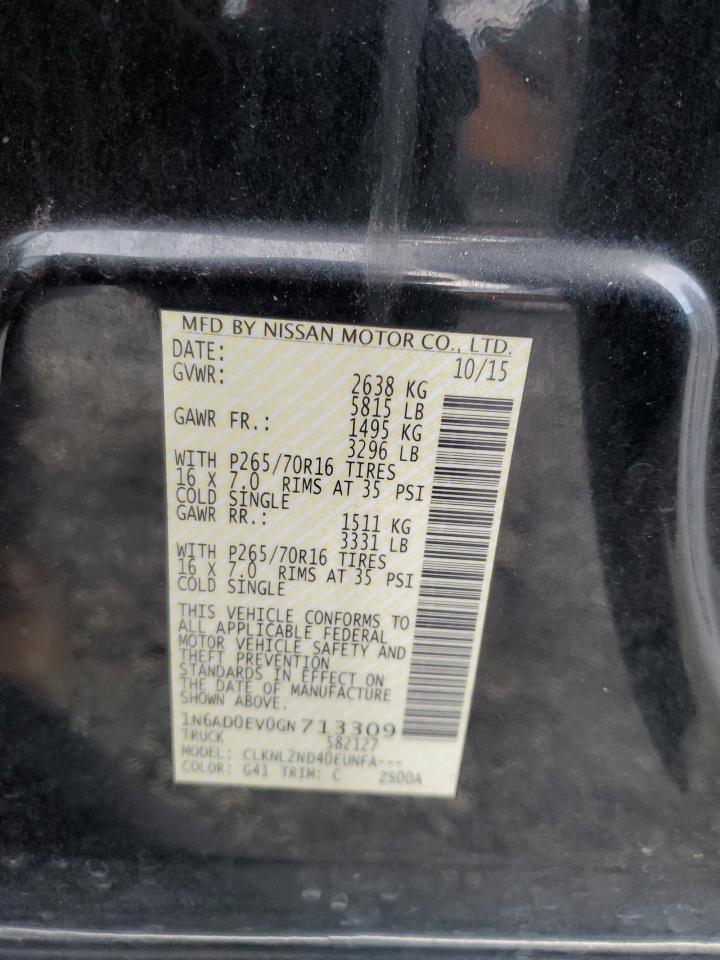 MFD BY NISSAN MOTOR CO., LTD.
DATE: 10/15
GVWR: 2638 KG
5815 LB
GAWR FR.: 1495 KG
3296 LB
WITH P265/70R16 TIRES
16 X 7.0 RIMS AT 35 PSI
COLD SINGLE
GAWR RR.: 1511 KG
3331 LB
WITH P265/70R16 TIRES
16 X 7.0 RIMS AT 35 PSI
COLD SINGLE
THIS VEHICLE CONFORMS TO
ALL APPLICABLE FEDERAL
MOTOR VEHICLE SAFETY AND
THEFT PREVENTION
STANDARDS IN EFFECT ON
THE DATE OF MANUFACTURE
SHOWN ABOVE.
1N6AD0EV0GN713309
TRUCK 582127
MODEL: CLKNL2ND40EUNFA---
COLOR: G41 TRIM: C ZS00A